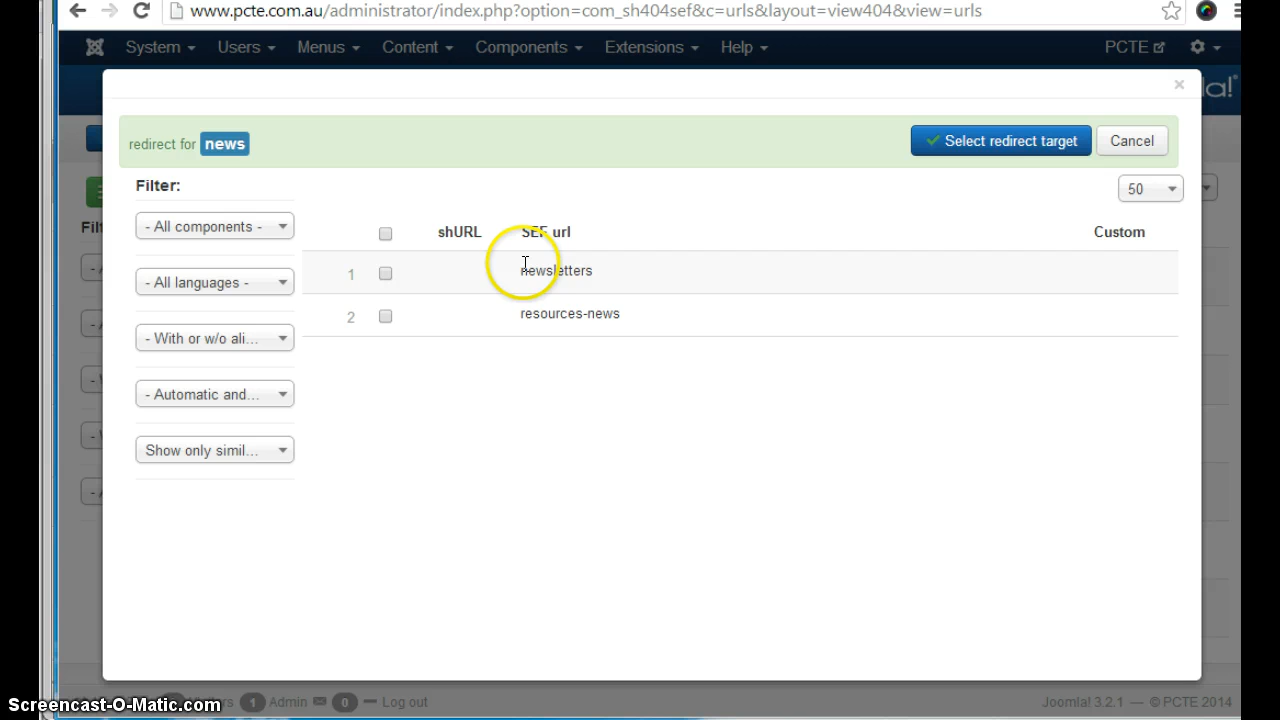 www.pcte.com.au/administrator/index.php?option=com_sh404sef&c=urls&layout=view404&view=urls
System Users Menus Content Components Extensions Help PCTE
la!
redirect for news Select redirect target Cancel
Filter: 50
Filt
- All components - shURL SEF url Custom
1 newsletters
- All languages -
2 resources-news
- With or w/o ali...
- Automatic and...
Show only simil...
1 Admin 0 Log out Joomla! 3.2.1 — © PCTE 2014
Screencast-O-Matic.com